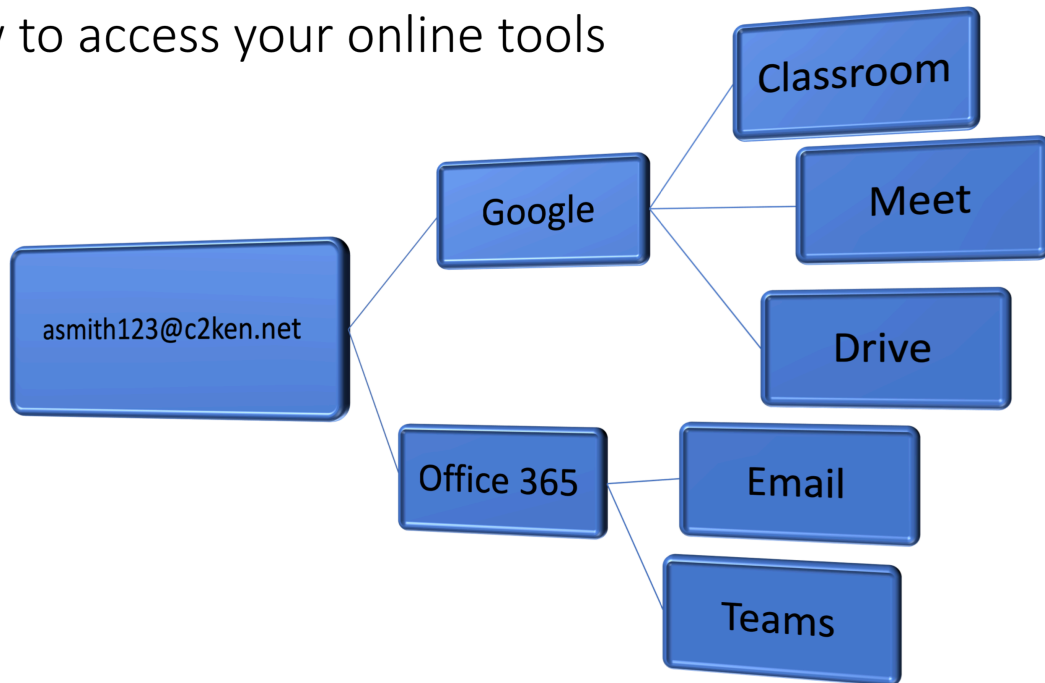 to access your online tools
Classroom
Google
Meet
asmith123@c2ken.net
Drive
Office 365
Email
Teams